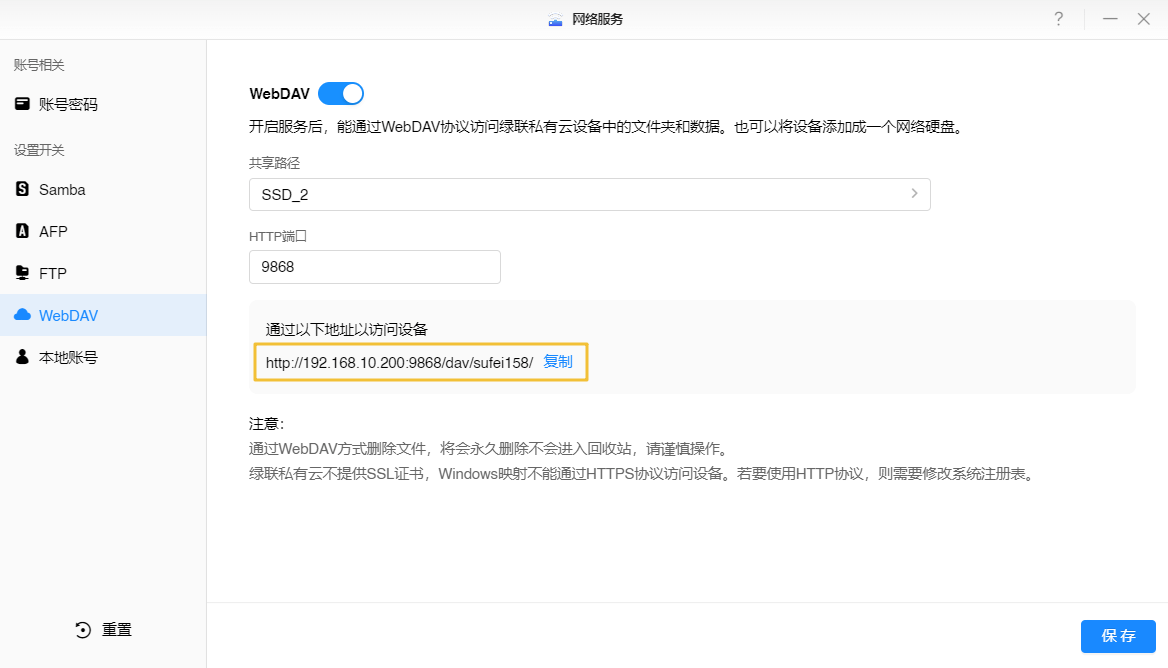 网络服务
账号相关
账号密码
设置开关
Samba
AFP
FTP
WebDAV
本地账号
重置
WebDAV
开启服务后，能通过WebDAV协议访问绿联私有云设备中的文件夹和数据。也可以将设备添加成一个网络硬盘。
共享路径
SSD_2
HTTP端口
9868
通过以下地址以访问设备
http://192.168.10.200:9868/dav/sufei158/ 复制
注意：
通过WebDAV方式删除文件，将会永久删除不会进入回收站，请谨慎操作。
绿联私有云不提供SSL证书，Windows映射不能通过HTTPS协议访问设备。若要使用HTTP协议，则需要修改系统注册表。
保存